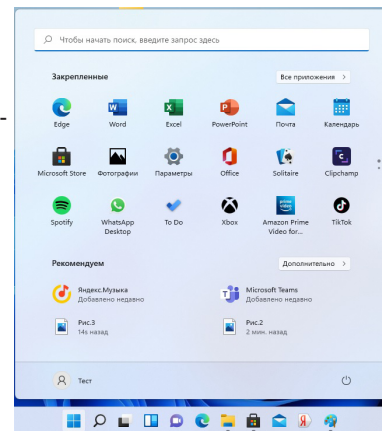 Чтобы начать поиск, введите запрос здесь
Закрепленные
Все приложения >
Edge
Word
Excel
PowerPoint
Почта
Календарь
Microsoft Store
Фотографии
Параметры
Office
Solitaire
Clipchamp
Spotify
WhatsApp Desktop
To Do
Xbox
Amazon Prime Video for...
TikTok
Рекомендуем
Дополнительно >
Яндекс.Музыка
Добавлено недавно
Microsoft Teams
Добавлено недавно
Рис.3
14s назад
Рис.2
2 мин. назад
Тест